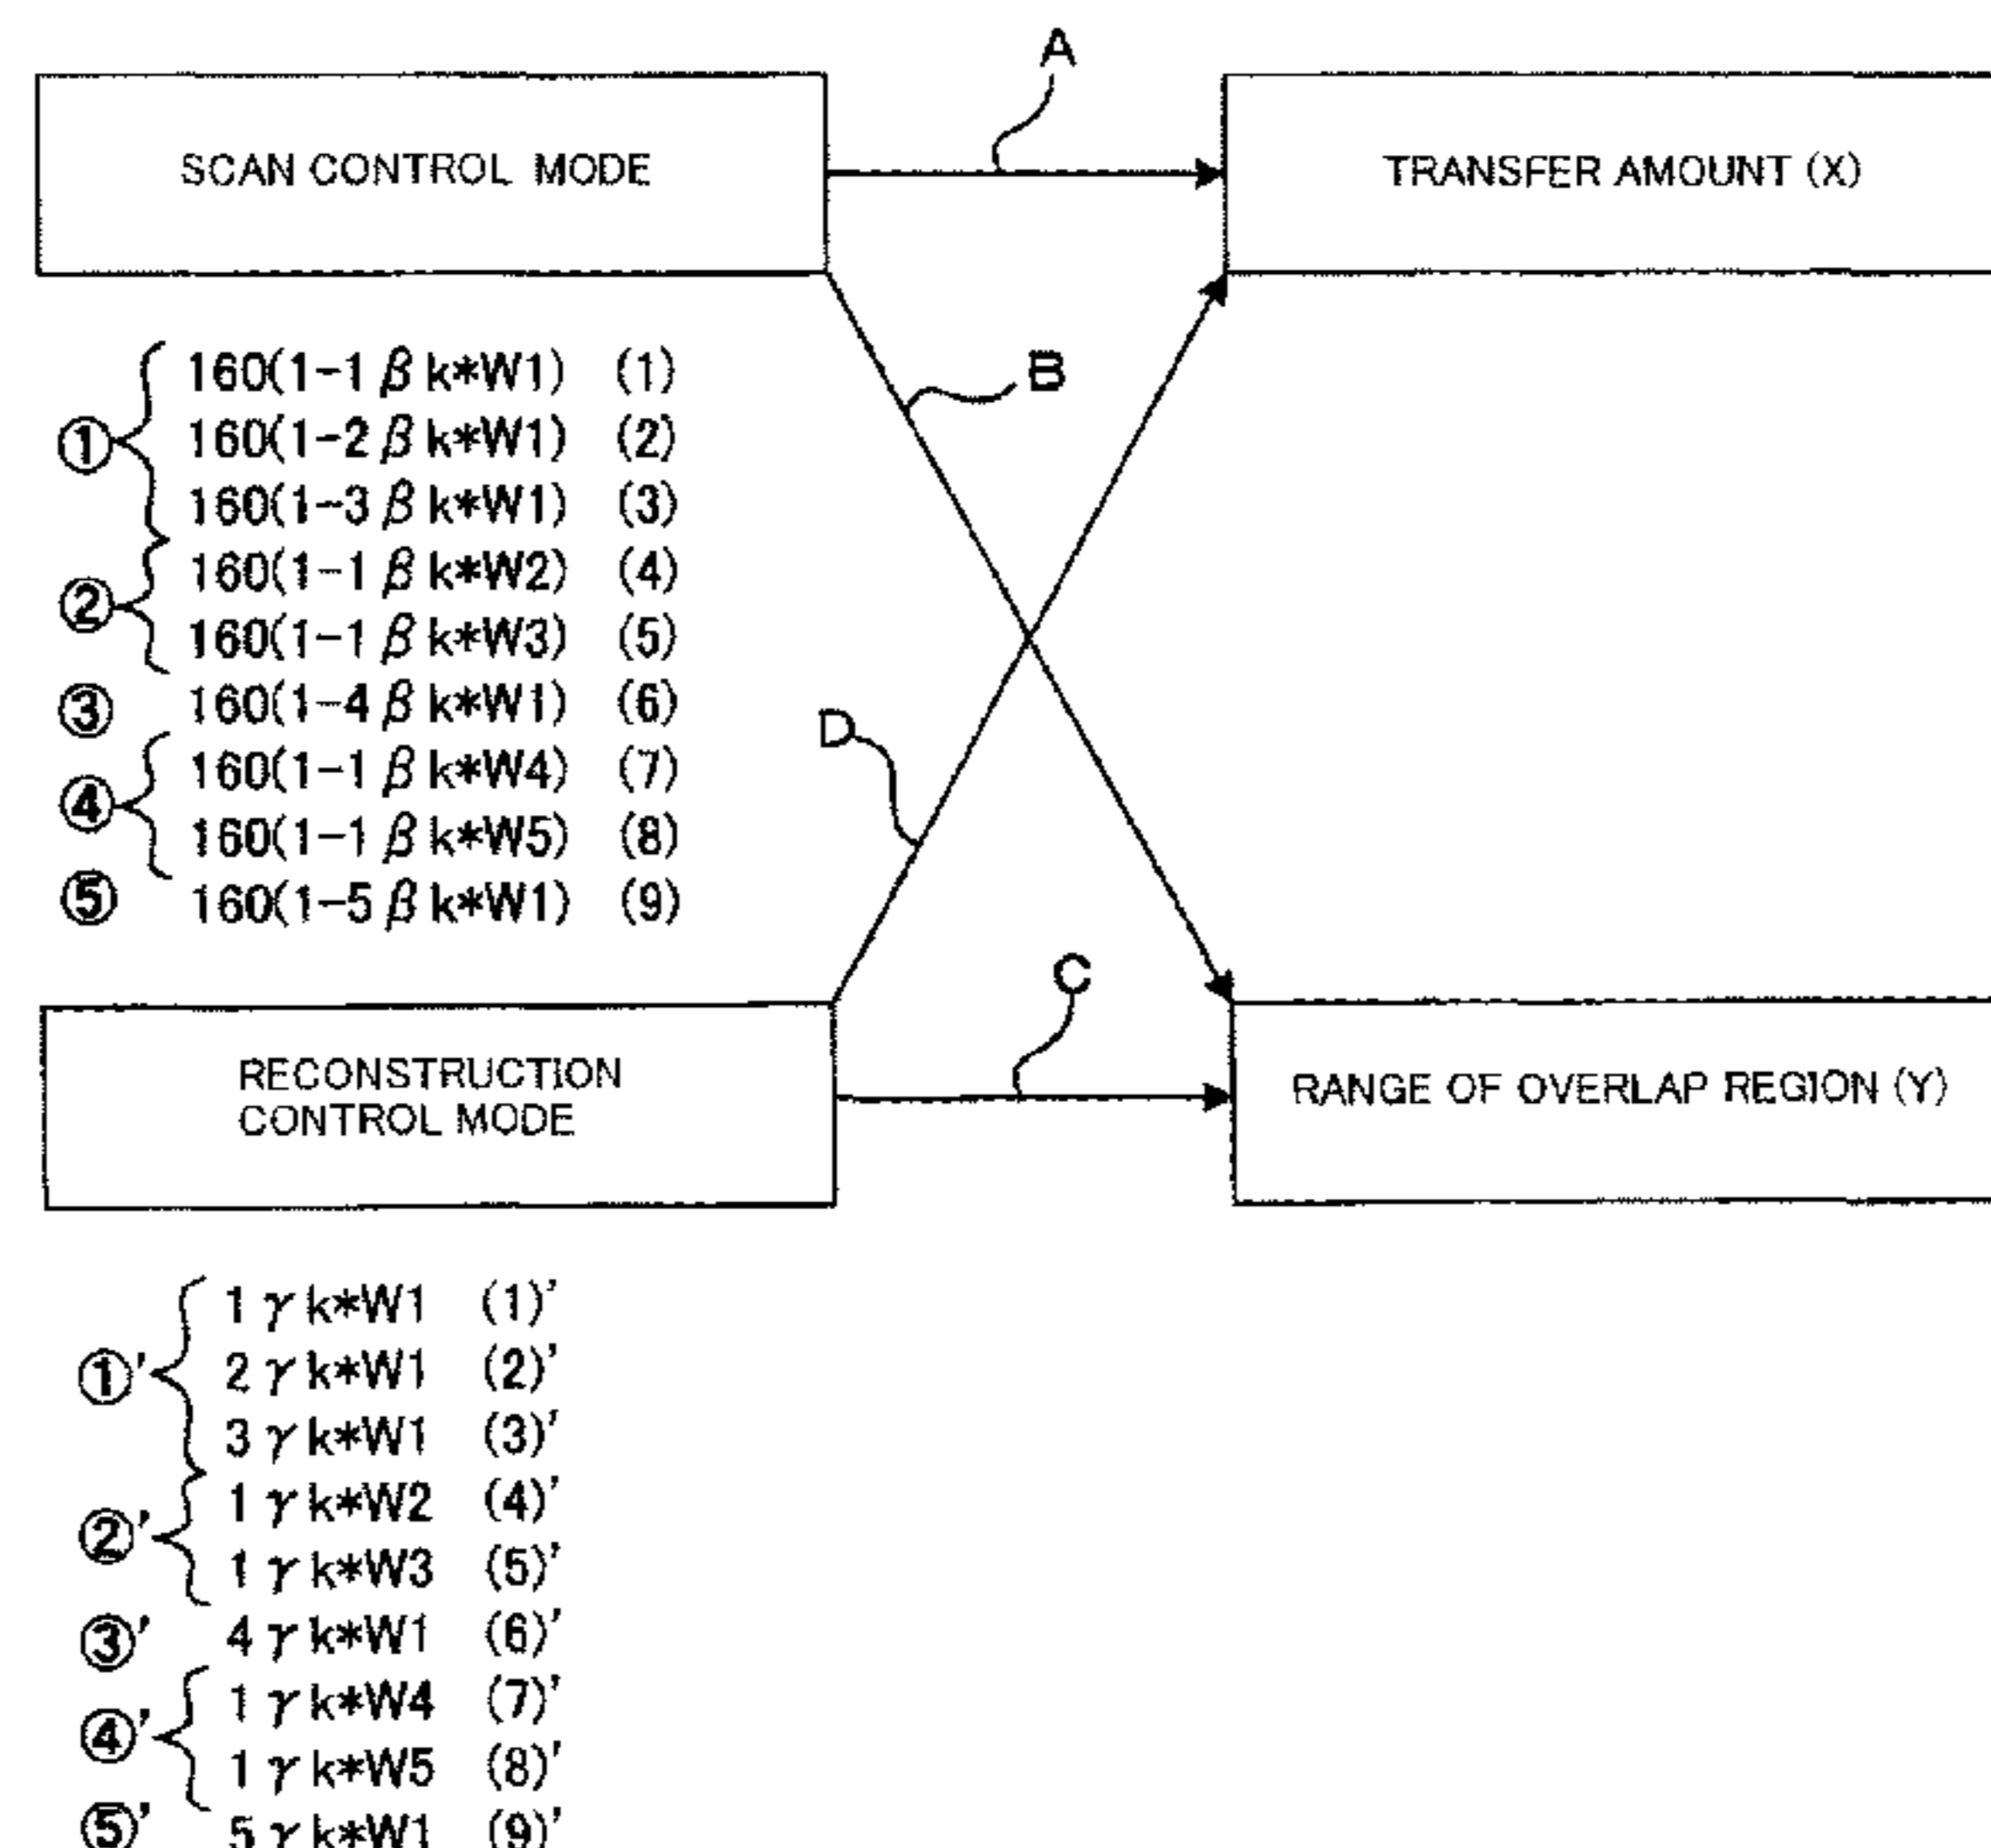 A
SCAN CONTROL MODE
TRANSFER AMOUNT (X)
B
① 160(1-1 β k*W1) (1)
160(1-2 β k*W1) (2)
160(1-3 β k*W1) (3)
② 160(1-1 β k*W2) (4)
160(1-1 β k*W3) (5)
③ 160(1-4 β k*W1) (6)
④ 160(1-1 β k*W4) (7)
160(1-1 β k*W5) (8)
⑤ 160(1-5 β k*W1) (9)
D
C
RECONSTRUCTION
CONTROL MODE
RANGE OF OVERLAP REGION (Y)
①' 1 γ k*W1 (1)'
2 γ k*W1 (2)'
3 γ k*W1 (3)'
②' 1 γ k*W2 (4)'
1 γ k*W3 (5)'
③' 4 γ k*W1 (6)'
④' 1 γ k*W4 (7)'
1 γ k*W5 (8)'
⑤' 5 γ k*W1 (9)'